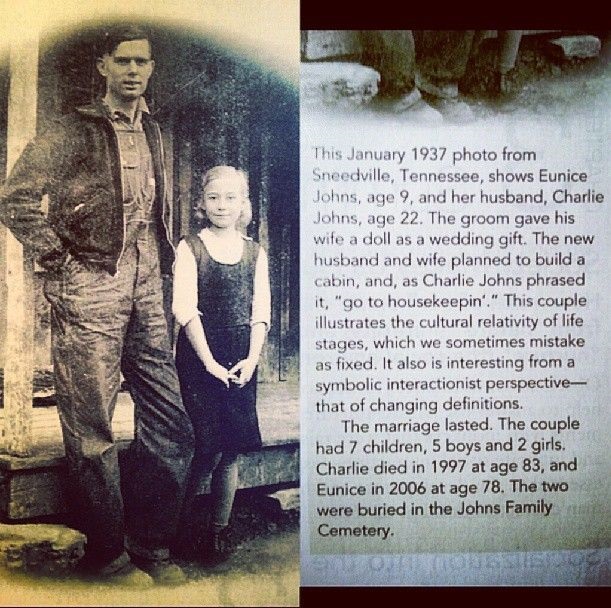 This January 1937 photo from
Sneedville, Tennessee, shows Eunice
Johns, age 9, and her husband, Charlie
Johns, age 22. The groom gave his
wife a doll as a wedding gift. The new
husband and wife planned to build a
cabin, and, as Charlie Johns phrased
it, “go to housekeepin’.” This couple
illustrates the cultural relativity of life
stages, which we sometimes mistake
as fixed. It also is interesting from a
symbolic interactionist perspective—
that of changing definitions.
The marriage lasted. The couple
had 7 children, 5 boys and 2 girls.
Charlie died in 1997 at age 83, and
Eunice in 2006 at age 78. The two
were buried in the Johns Family
Cemetery.